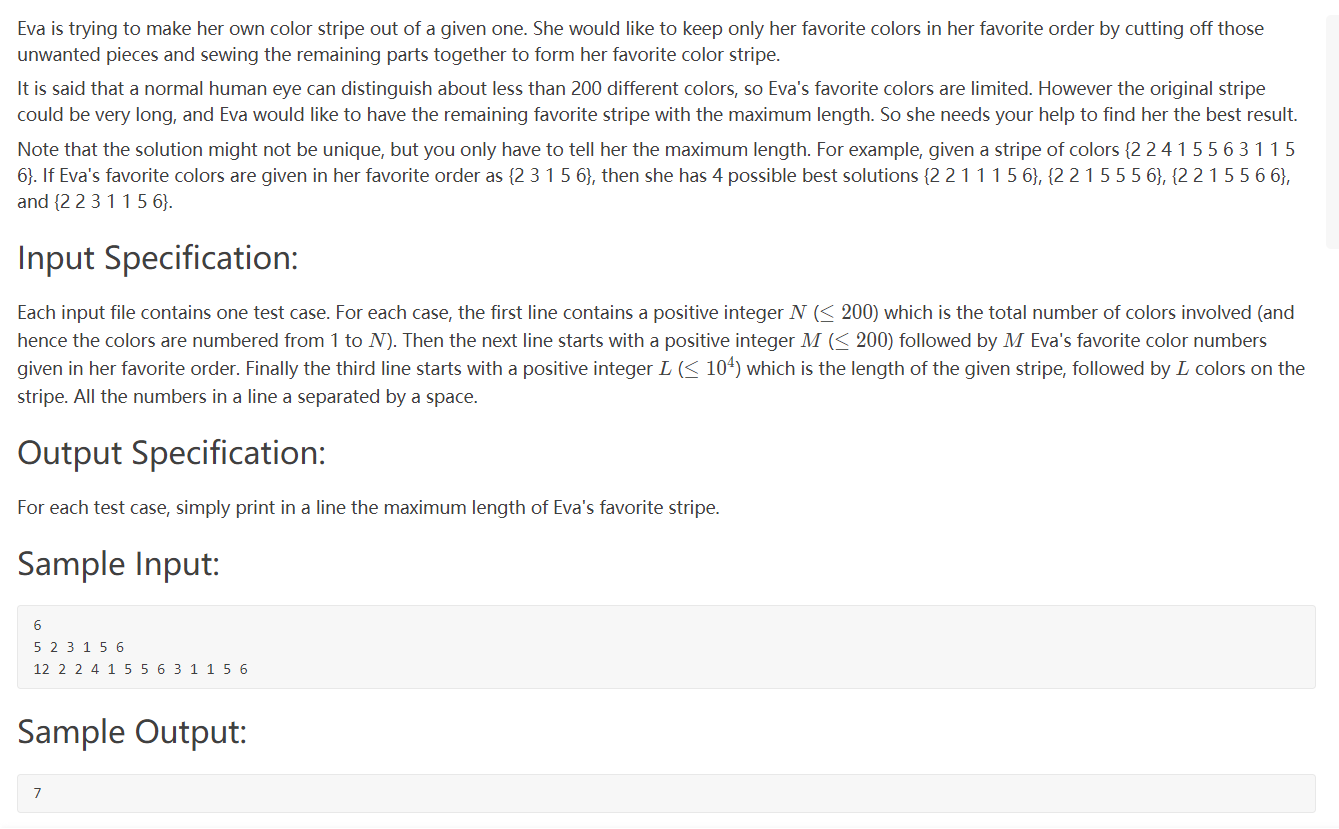 Eva is trying to make her own color stripe out of a given one. She would like to keep only her favorite colors in her favorite order by cutting off those
unwanted pieces and sewing the remaining parts together to form her favorite color stripe.
It is said that a normal human eye can distinguish about less than 200 different colors, so Eva's favorite colors are limited. However the original stripe
could be very long, and Eva would like to have the remaining favorite stripe with the maximum length. So she needs your help to find her the best result.
Note that the solution might not be unique, but you only have to tell her the maximum length. For example, given a stripe of colors {2 2 4 1 5 5 6 3 1 1 5
6}. If Eva's favorite colors are given in her favorite order as {2 3 1 5 6}, then she has 4 possible best solutions {2 2 1 1 1 5 6}, {2 2 1 5 5 5 6}, {2 2 1 5 5 6 6},
and {2 2 3 1 1 5 6}.
Input Specification:
Each input file contains one test case. For each case, the first line contains a positive integer N (≤ 200) which is the total number of colors involved (and
hence the colors are numbered from 1 to N). Then the next line starts with a positive integer M (≤ 200) followed by M Eva's favorite color numbers
given in her favorite order. Finally the third line starts with a positive integer L (≤ 10⁴) which is the length of the given stripe, followed by L colors on the
stripe. All the numbers in a line a separated by a space.
Output Specification:
For each test case, simply print in a line the maximum length of Eva's favorite stripe.
Sample Input:
6
5 2 3 1 5 6
12 2 2 4 1 5 5 6 3 1 1 5 6
Sample Output:
7